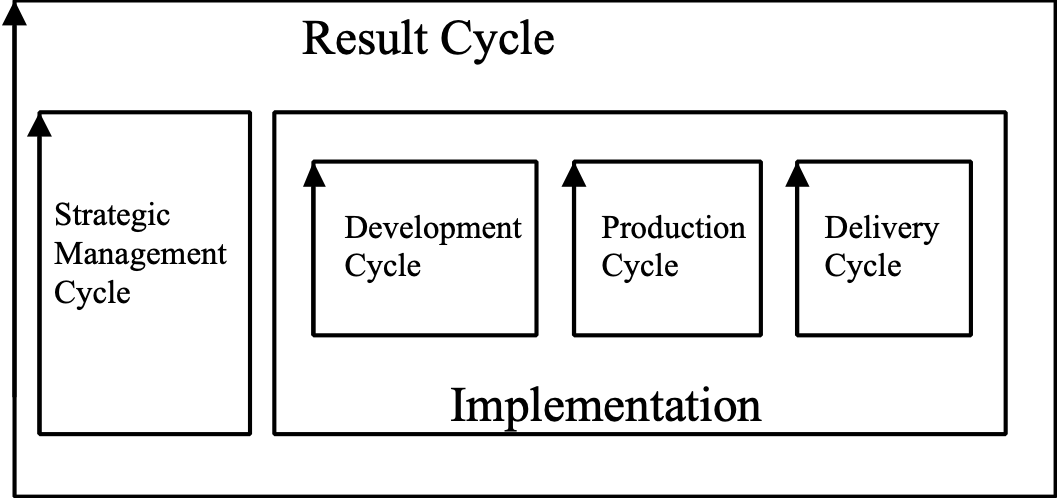 Result Cycle
Strategic
Management
Cycle
Development
Cycle
Production
Cycle
Delivery
Cycle
Implementation